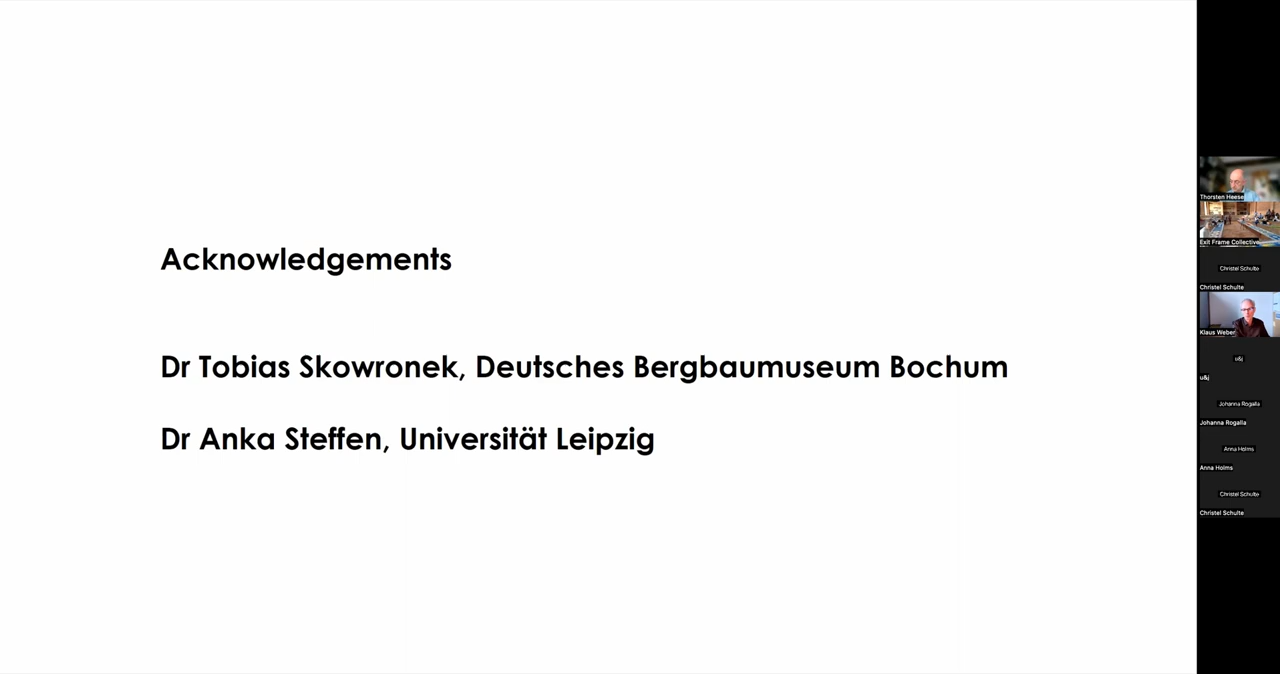 Acknowledgements
Dr Tobias Skowronek, Deutsches Bergbaumuseum Bochum
Dr Anka Steffen, Universität Leipzig
Thorsten Heese
Exit Frame Collective
Christel Schulte
Christel Schulte
Klaus Weber
u&j
u&j
Johanna Rogalla
Johanna Rogalla
Anna Holms
Anna Holms
Christel Schulte
Christel Schulte